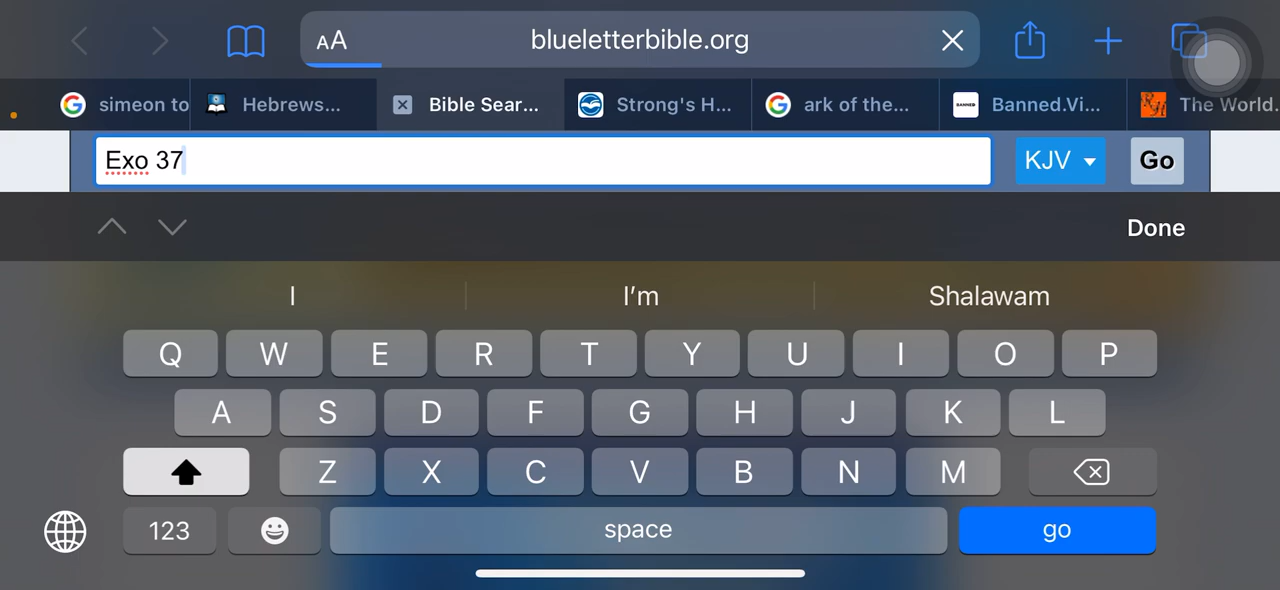 AA blueletterbible.org
simeon to Hebrews... Bible Sear... Strong's H... ark of the... BANNED Banned.Vi... The World.
Exo 37 KJV Go
Done
I I'm Shalawam
Q W E R T Y U I O P
A S D F G H J K L
Z X C V B N M
123 space go